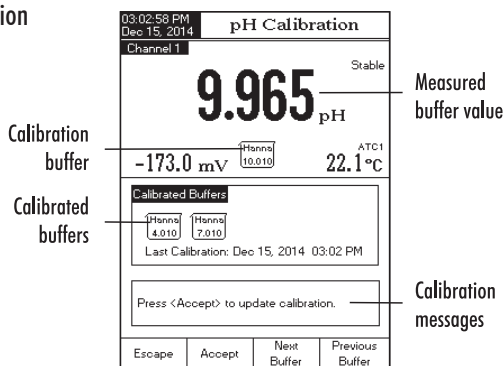 ion
03:02:58 PM
Dec 15, 2014
pH Calibration
Channel 1
Stable
9.965 pH
Measured
buffer value
Calibration
buffer
-173.0 mV
Hanna
10.010
ATC1
22.1°C
Calibrated Buffers
Calibrated
buffers
Hanna
4.010
Hanna
7.010
Last Calibration: Dec 15, 2014 03:02 PM
Press <Accept> to update calibration.
Calibration
messages
Escape
Accept
Next
Buffer
Previous
Buffer